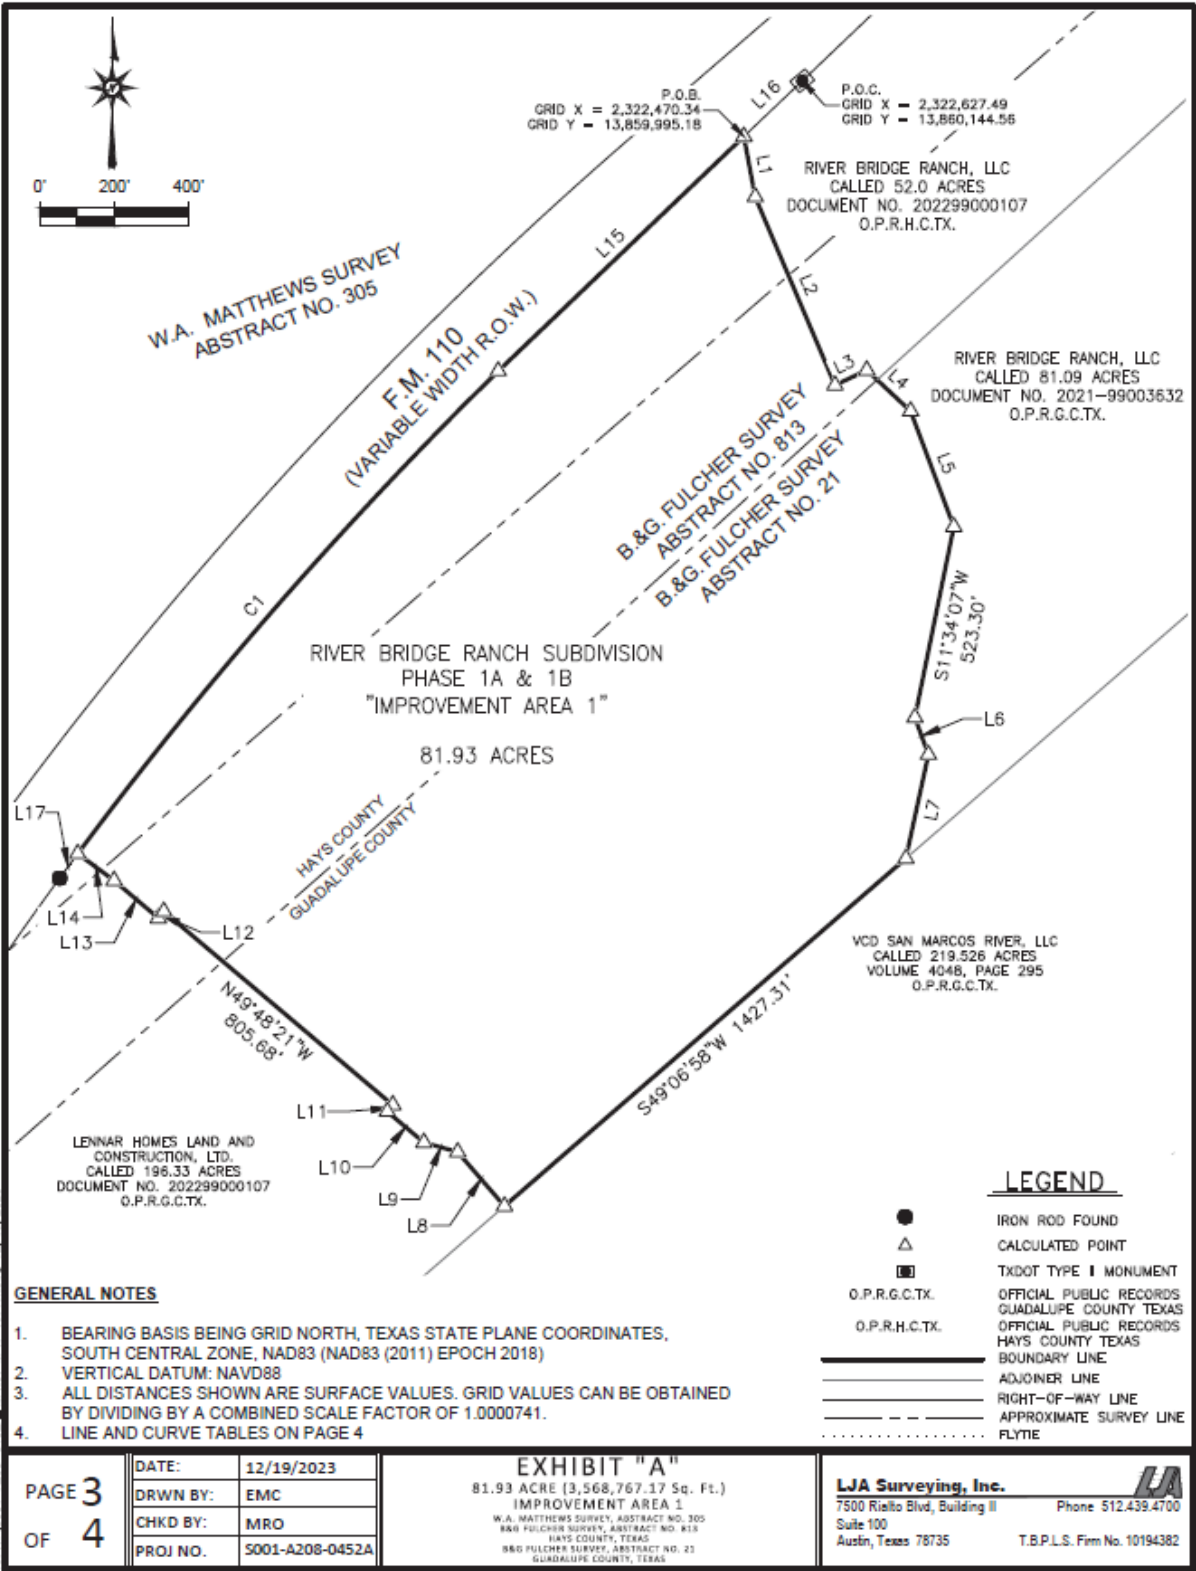 L16
P.O.B.
GRID X = 2,322,470.34
GRID Y = 13,859,995.18
P.O.C.
GRID X = 2,322,627.49
GRID Y = 13,860,144.56
0' 200' 400'
L1
RIVER BRIDGE RANCH, LLC
CALLED 52.0 ACRES
DOCUMENT NO. 202299000107
O.P.R.H.C.TX.
L15
W.A. MATTHEWS SURVEY
ABSTRACT NO. 305
L2
F.M. 110
(VARIABLE WIDTH R.O.W.)
L3
L4
RIVER BRIDGE RANCH, LLC
CALLED 81.09 ACRES
DOCUMENT NO. 2021-99003632
O.P.R.G.C.TX.
L5
B.&G. FULCHER SURVEY
ABSTRACT NO. 813
B.&G. FULCHER SURVEY
ABSTRACT NO. 21
C1
S11°34'07"W
523.30'
RIVER BRIDGE RANCH SUBDIVISION
PHASE 1A & 1B
"IMPROVEMENT AREA 1"
81.93 ACRES
L6
L7
L17
HAYS COUNTY
GUADALUPE COUNTY
L14
L13
L12
N49°48'21"W
805.68'
VCD SAN MARCOS RIVER, LLC
CALLED 219.526 ACRES
VOLUME 4048, PAGE 295
O.P.R.G.C.TX.
S49°06'58"W 1427.31'
L11
L10
L9
L8
LENNAR HOMES LAND AND
CONSTRUCTION, LTD.
CALLED 196.33 ACRES
DOCUMENT NO. 202299000107
O.P.R.G.C.TX.
LEGEND
IRON ROD FOUND
CALCULATED POINT
TXDOT TYPE II MONUMENT
O.P.R.G.C.TX. OFFICIAL PUBLIC RECORDS
GUADALUPE COUNTY TEXAS
O.P.R.H.C.TX. OFFICIAL PUBLIC RECORDS
HAYS COUNTY TEXAS
BOUNDARY LINE
ADJOINER LINE
RIGHT-OF-WAY LINE
APPROXIMATE SURVEY LINE
FLYTIE
GENERAL NOTES
1. BEARING BASIS BEING GRID NORTH, TEXAS STATE PLANE COORDINATES,
SOUTH CENTRAL ZONE, NAD83 (NAD83 (2011) EPOCH 2018)
2. VERTICAL DATUM: NAVD88
3. ALL DISTANCES SHOWN ARE SURFACE VALUES. GRID VALUES CAN BE OBTAINED
BY DIVIDING BY A COMBINED SCALE FACTOR OF 1.0000741.
4. LINE AND CURVE TABLES ON PAGE 4
PAGE 3
OF 4
DATE: 12/19/2023
DRWN BY: EMC
CHKD BY: MRO
PROJ NO. S001-A208-0452A
EXHIBIT "A"
81.93 ACRE (3,568,767.17 Sq. Ft.)
IMPROVEMENT AREA 1
W.A. MATTHEWS SURVEY, ABSTRACT NO. 305
B&G FULCHER SURVEY, ABSTRACT NO. 813
HAYS COUNTY, TEXAS
B&G FULCHER SURVEY, ABSTRACT NO. 21
GUADALUPE COUNTY, TEXAS
LJA Surveying, Inc.
7500 Rialto Blvd, Building II Phone 512.439.4700
Suite 100
Austin, Texas 78735 T.B.P.L.S. Firm No. 10194382
LJA